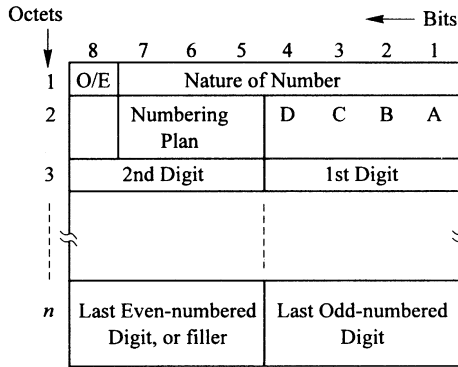 Octets
Bits
8 7 6 5 4 3 2 1
1 O/E Nature of Number
2 Numbering D C B A
Plan
3 2nd Digit 1st Digit
n Last Even-numbered Last Odd-numbered
Digit, or filler Digit